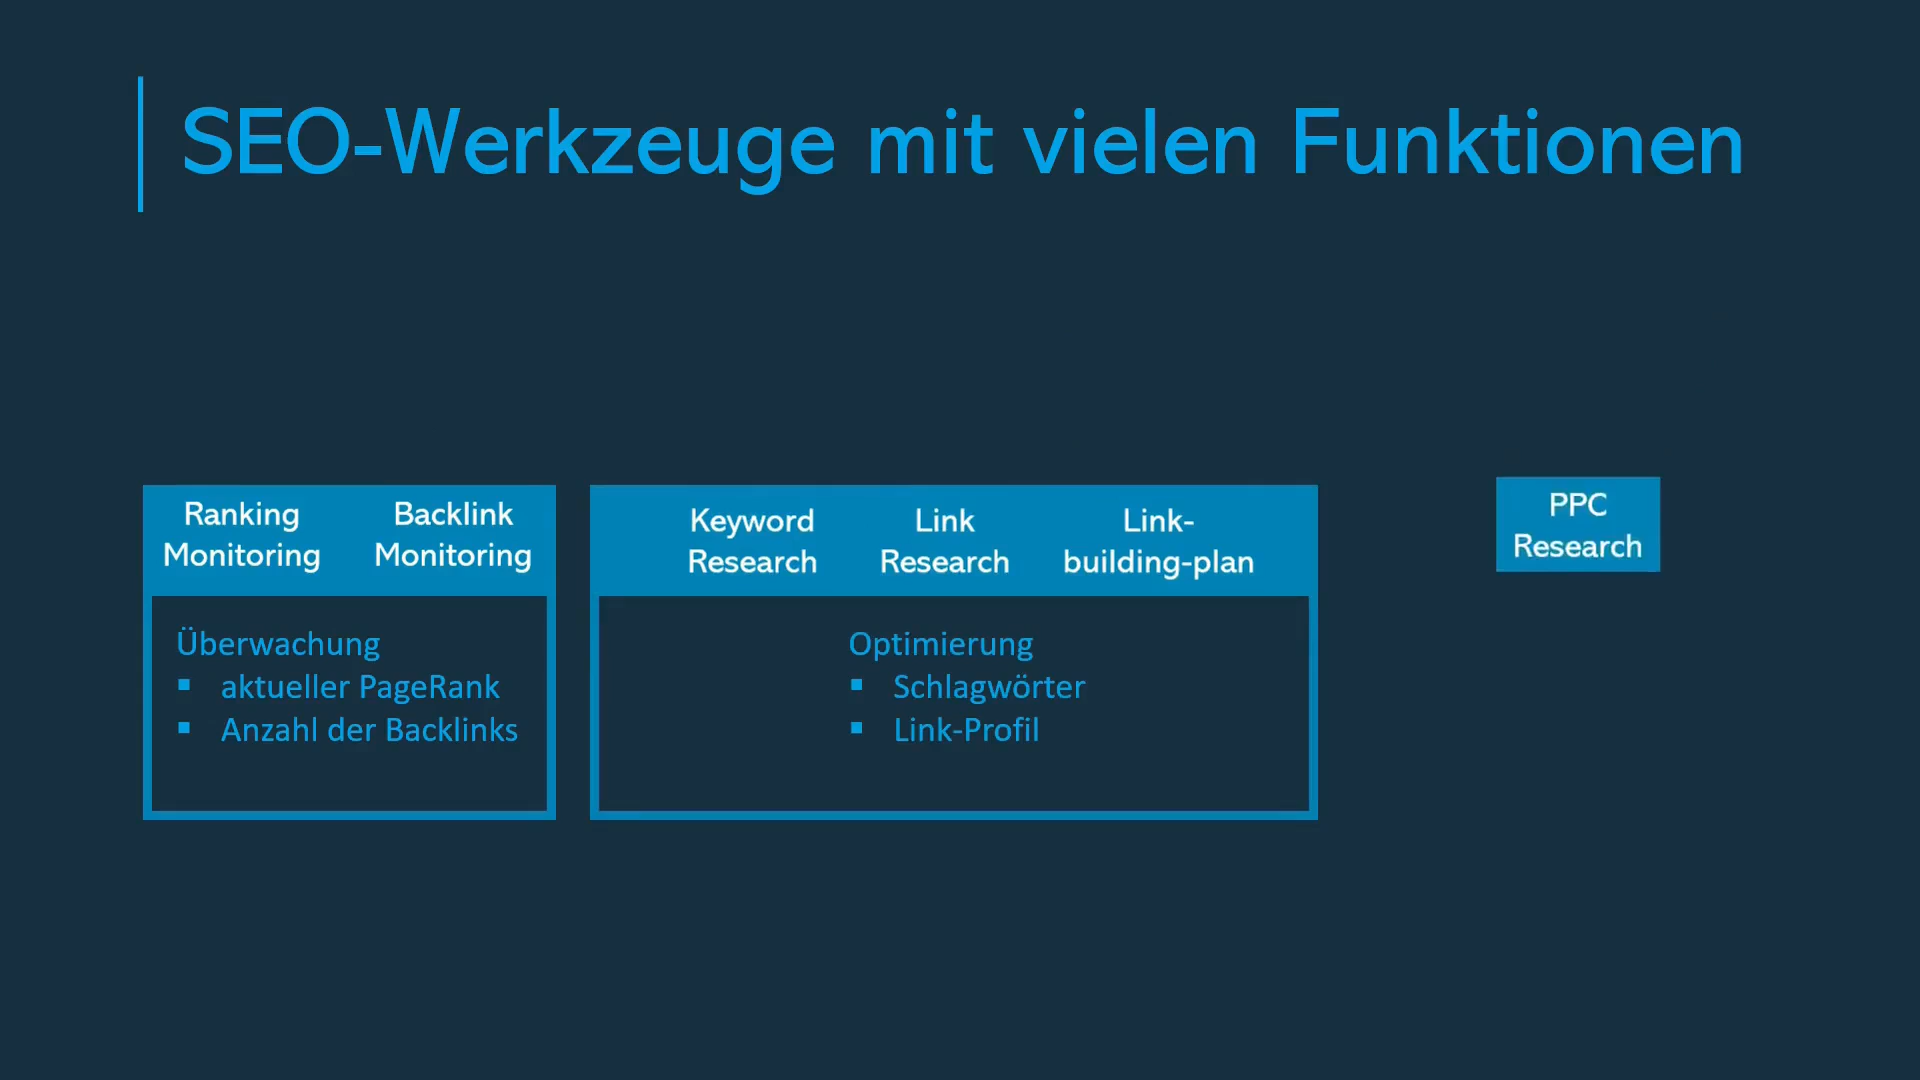 SEO-Werkzeuge mit vielen Funktionen
Ranking
Monitoring
Backlink
Monitoring
Überwachung
▪ aktueller PageRank
▪ Anzahl der Backlinks
Keyword
Research
Link
Research
Link-
building-plan
Optimierung
▪ Schlagwörter
▪ Link-Profil
PPC
Research